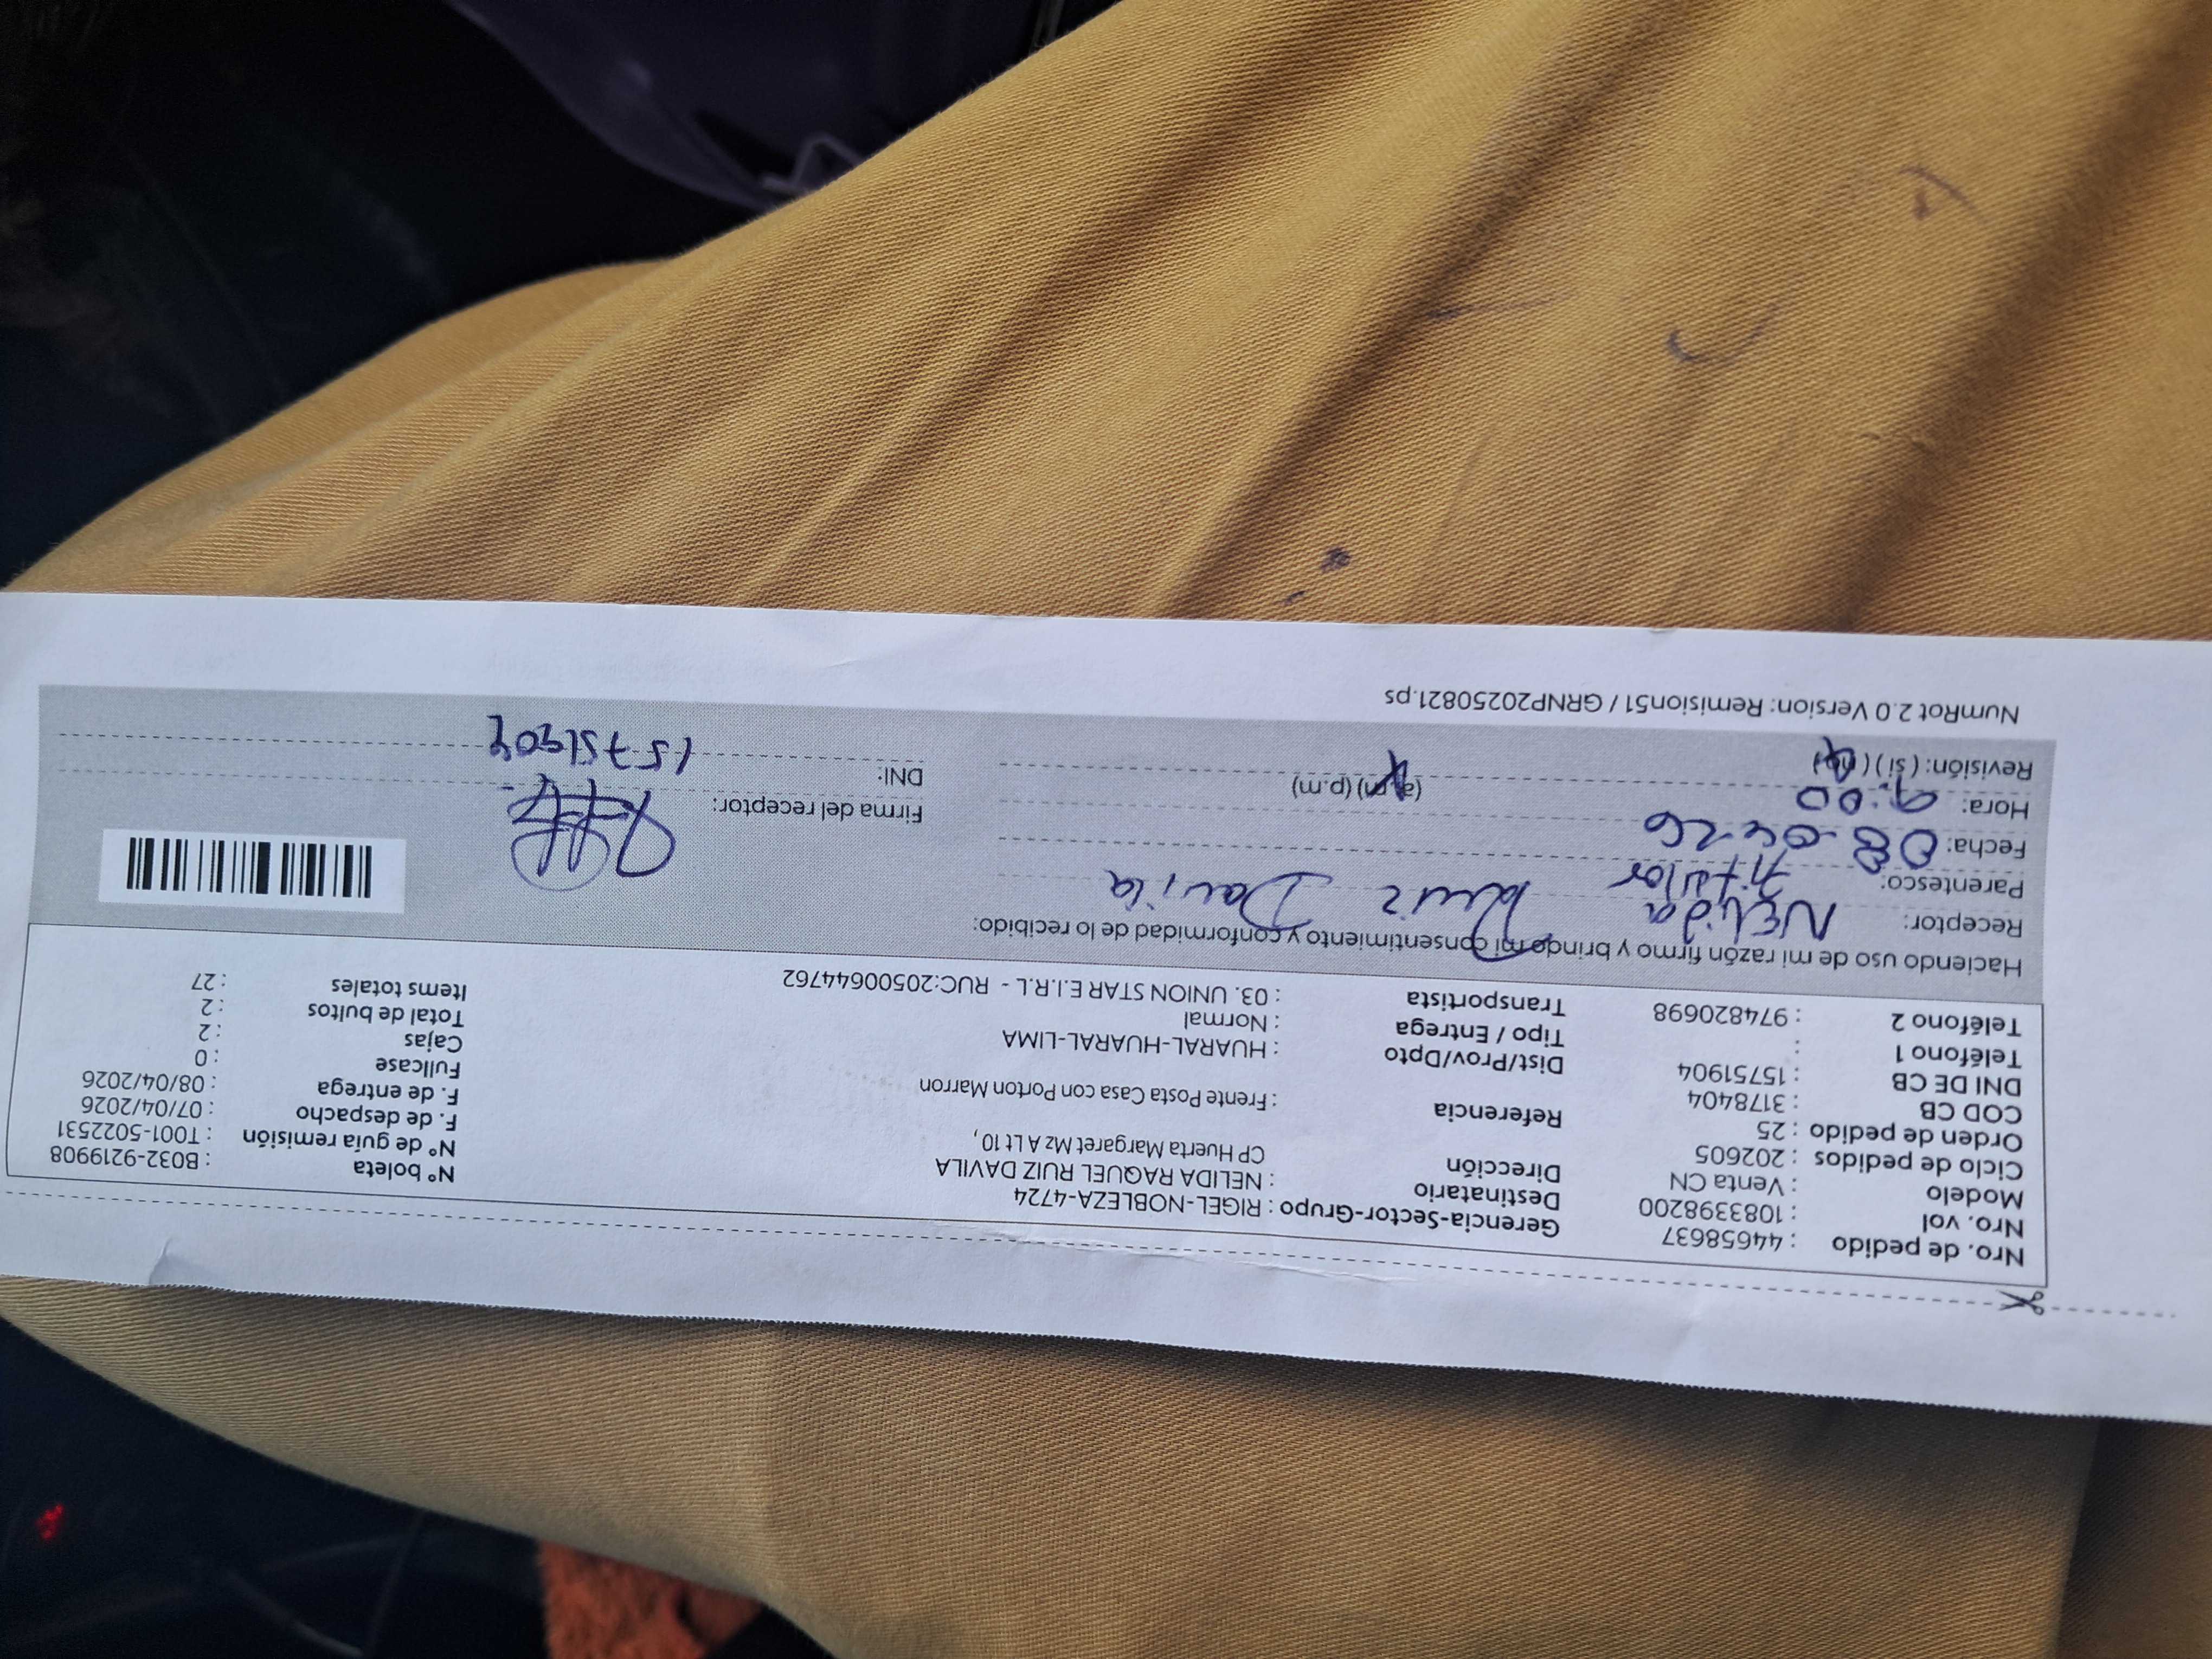 Nro. de pedido : 44658637
Nro. vol : 1083398200
Modelo : Venta CN
Ciclo de pedidos : 202605
Orden de pedido : 25
COD CB : 3178404
DNI DE CB : 15751904
Teléfono 1 :
Teléfono 2 : 974820698
Gerencia-Sector-Grupo : RIGEL-NOBLEZA-4724
Destinatario : NELIDA RAQUEL RUIZ DAVILA
Dirección CP Huerta Margaret Mz A Lt 10,
Referencia : Frente Posta Casa con Porton Marron
Dist/Prov/Dpto : HUARAL-HUARAL-LIMA
Tipo / Entrega : Normal
Transportista : 03. UNION STAR E.I.R.L - RUC:20500644762
N° boleta : B032-9219908
N° de guía remisión : T001-5022531
F. de despacho : 07/04/2026
F. de entrega : 08/04/2026
Fullcase : 0
Cajas : 2
Total de bultos : 2
Items totales : 27
Haciendo uso de mi razón firmo y brindo mi consentimiento y conformidad de lo recibido:
Receptor: NELida Ruiz Davila
Parentesco: titular
Fecha: 08-04-26
Hora: 9:00 (a.m) (p.m)
Revisión: ( si ) ( no )
Firma del receptor:
DNI: 15751904
NumRot 2.0 Version: Remision51 / GRNP20250821.ps